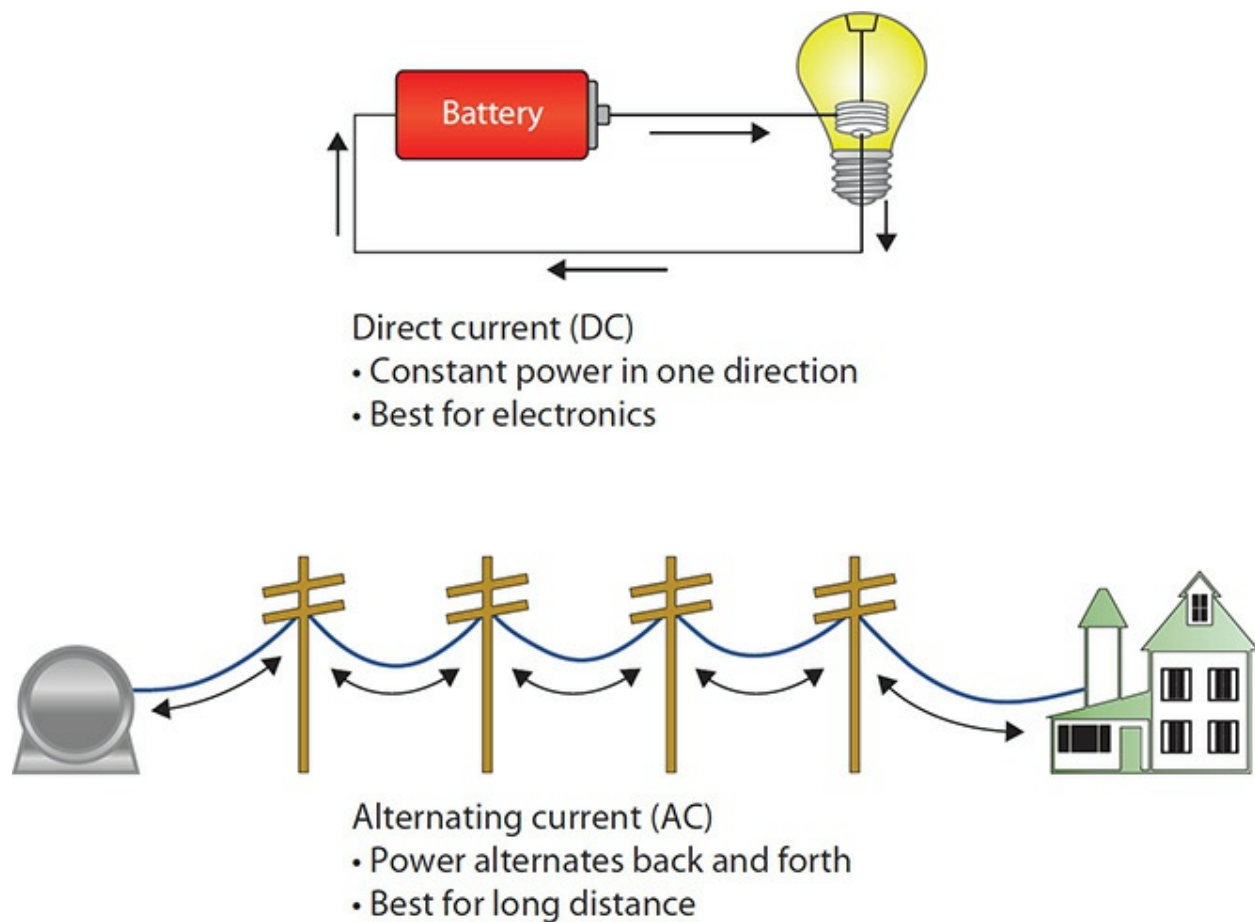 Battery
Direct current (DC)
• Constant power in one direction
• Best for electronics
Alternating current (AC)
• Power alternates back and forth
• Best for long distance